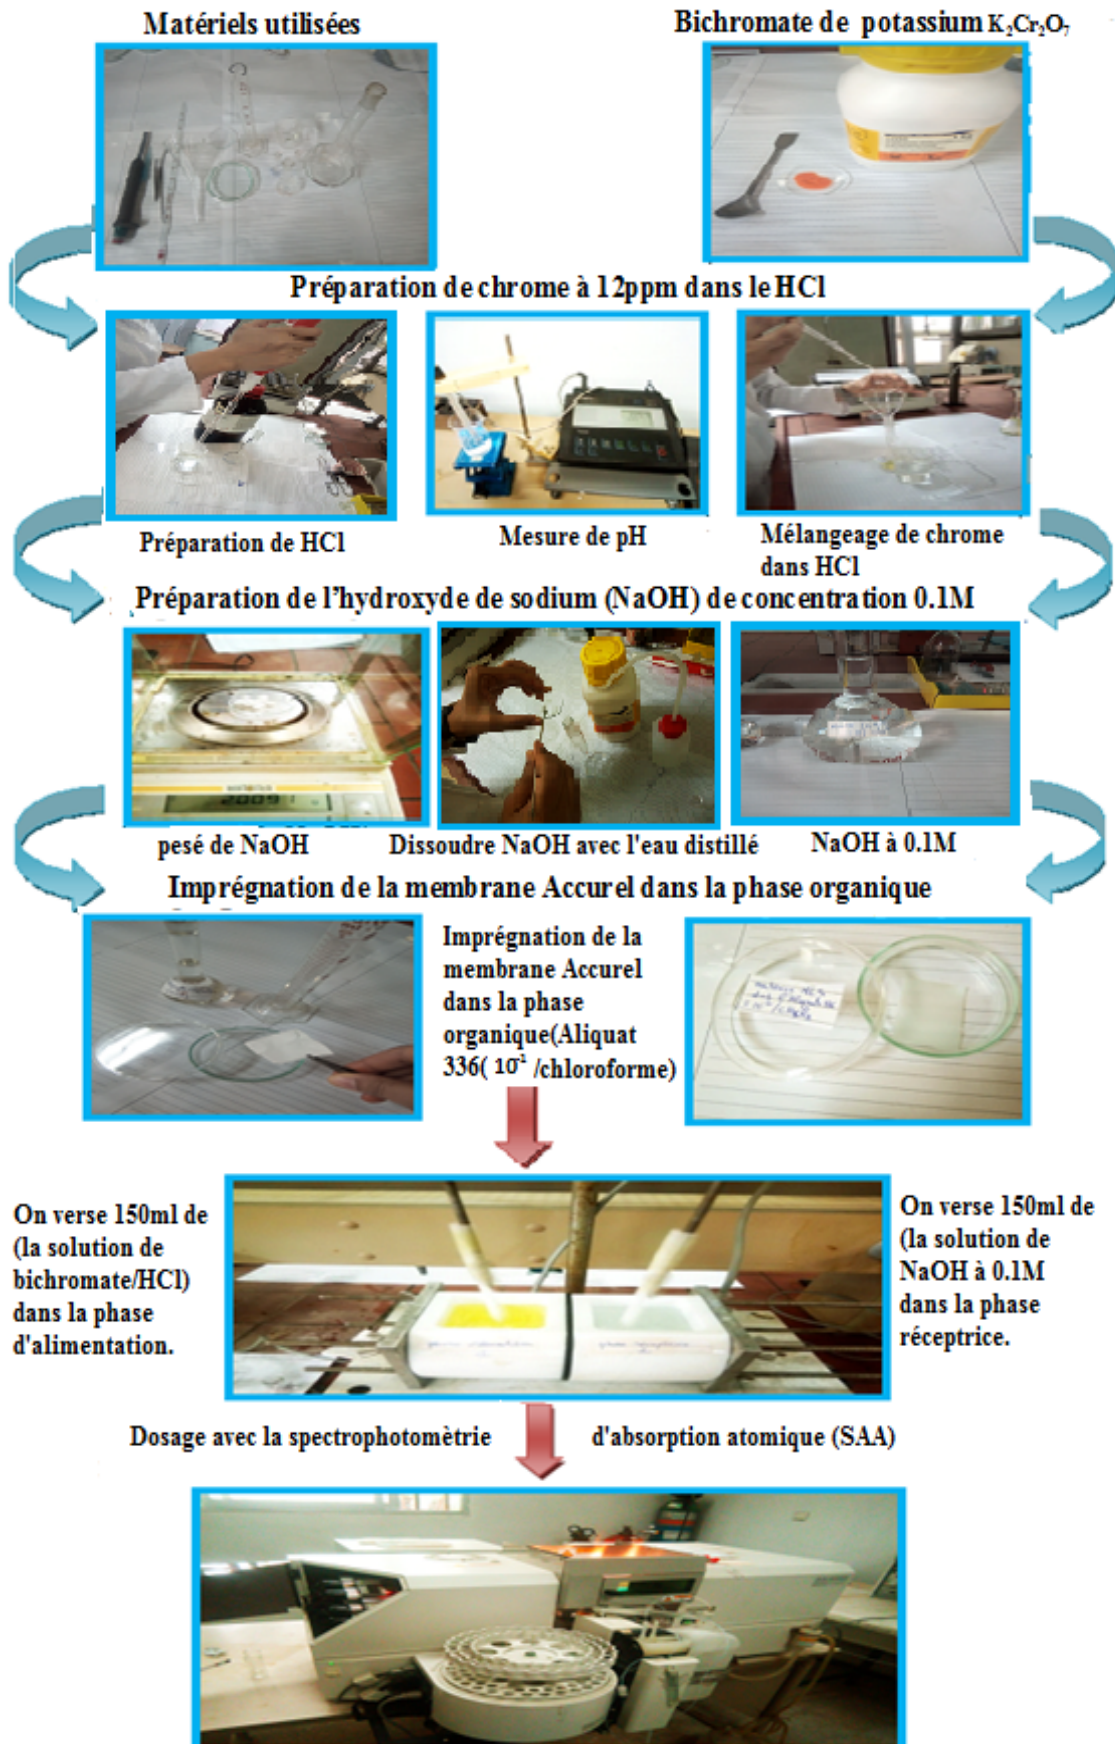 Matériels utilisées
Bichromate de potassium K₂Cr₂O₇
Préparation de chrome à 12ppm dans le HCl
Préparation de HCl
Mesure de pH
Mélangeage de chrome
dans HCl
Préparation de l'hydroxyde de sodium (NaOH) de concentration 0.1M
20091
pesé de NaOH
Dissoudre NaOH avec l'eau distillé
NaOH à 0.1M
Imprégnation de la membrane Accurel dans la phase organique
Imprégnation de la
membrane Accurel
dans la phase
organique(Aliquat
336( 10⁻¹ /chloroforme)
On verse 150ml de
(la solution de
bichromate/HCl)
dans la phase
d'alimentation.
On verse 150ml de
(la solution de
NaOH à 0.1M
dans la phase
réceptrice.
phase réceptrice
Dosage avec la spectrophotomètrie d'absorption atomique (SAA)